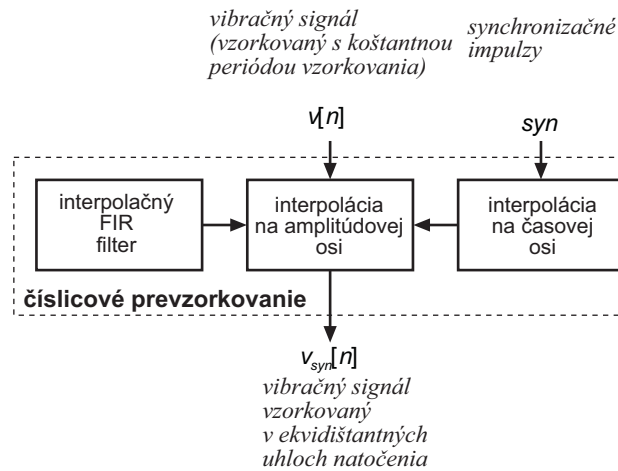 vibračný signál
(vzorkovaný s koštantnou
periódou vzorkovania)
synchronizačné
impulzy
v[n]
syn
interpolačný
FIR
filter
interpolácia
na amplitúdovej
osi
interpolácia
na časovej
osi
číslicové prevzorkovanie
vsyn[n]
vibračný signál
vzorkovaný
v ekvidištantných
uhloch natočenia